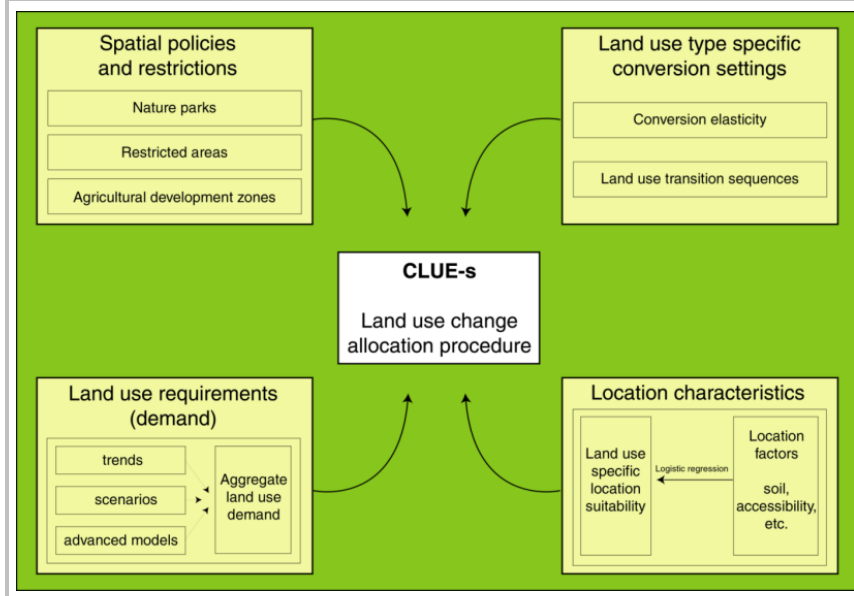 Spatial policies
and restrictions
Nature parks
Restricted areas
Agricultural development zones
Land use type specific
conversion settings
Conversion elasticity
Land use transition sequences
CLUE-s
Land use change
allocation procedure
Land use requirements
(demand)
trends
scenarios
advanced models
Aggregate
land use
demand
Location characteristics
Land use
specific
location
suitability
Logistic regression
Location
factors
soil,
accessibility,
etc.